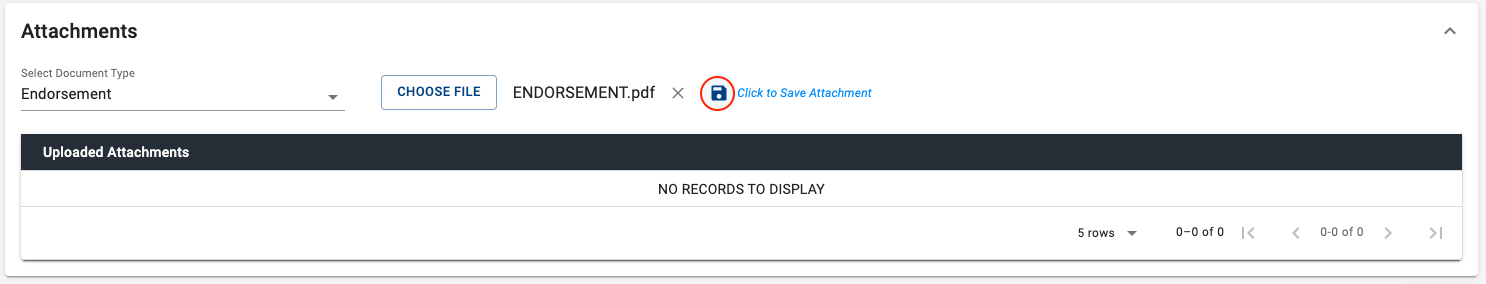 Attachments
Select Document Type
Endorsement
CHOOSE FILE ENDORSEMENT.pdf Click to Save Attachment
Uploaded Attachments
NO RECORDS TO DISPLAY
5 rows 0–0 of 0 0-0 of 0